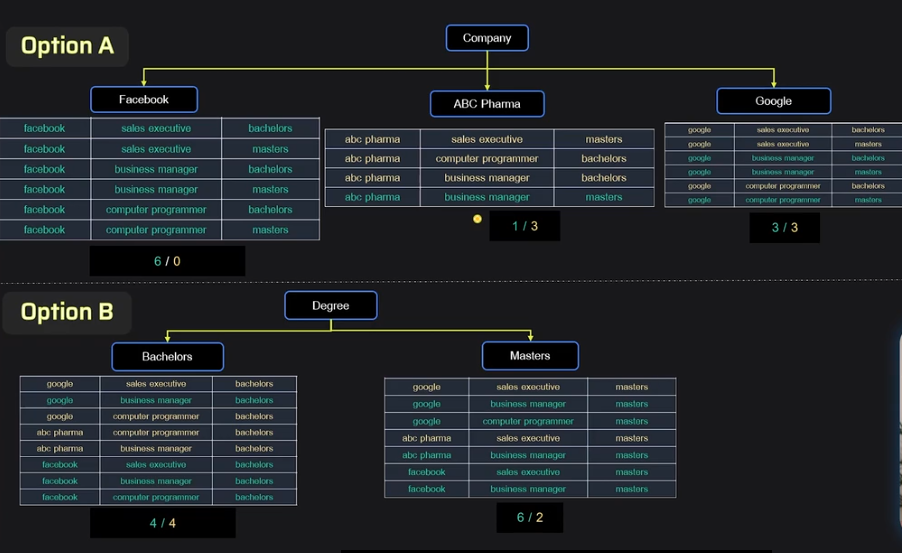 Option A
Company
Facebook
ABC Pharma
Google
facebook sales executive bachelors
facebook sales executive masters
facebook business manager bachelors
facebook business manager masters
facebook computer programmer bachelors
facebook computer programmer masters
6 / 0
abc pharma sales executive masters
abc pharma computer programmer bachelors
abc pharma business manager bachelors
abc pharma business manager masters
1 / 3
google sales executive bachelors
google sales executive masters
google business manager bachelors
google business manager masters
google computer programmer bachelors
google computer programmer masters
3 / 3
Option B
Degree
Bachelors
Masters
google sales executive bachelors
google business manager bachelors
google computer programmer bachelors
abc pharma computer programmer bachelors
abc pharma business manager bachelors
facebook sales executive bachelors
facebook business manager bachelors
facebook computer programmer bachelors
4 / 4
google sales executive masters
google business manager masters
google computer programmer masters
abc pharma sales executive masters
abc pharma business manager masters
facebook sales executive masters
facebook business manager masters
6 / 2